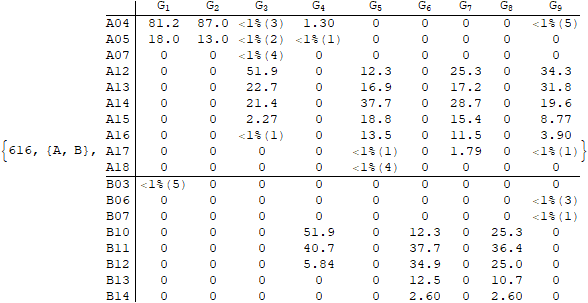 G1 G2 G3 G4 G5 G6 G7 G8 G9
A04 81.2 87.0 <1%(3) 1.30 0 0 0 0 <1%(5)
A05 18.0 13.0 <1%(2) <1%(1) 0 0 0 0 0
A07 0 0 <1%(4) 0 0 0 0 0 0
A12 0 0 51.9 0 12.3 0 25.3 0 34.3
A13 0 0 22.7 0 16.9 0 17.2 0 31.8
A14 0 0 21.4 0 37.7 0 28.7 0 19.6
A15 0 0 2.27 0 18.8 0 15.4 0 8.77
A16 0 0 <1%(1) 0 13.5 0 11.5 0 3.90
{616, {A, B}, A17 0 0 0 0 <1%(1) 0 1.79 0 <1%(1) }
A18 0 0 0 0 <1%(4) 0 0 0 0
B03 <1%(5) 0 0 0 0 0 0 0 0
B06 0 0 0 0 0 0 0 0 <1%(3)
B07 0 0 0 0 0 0 0 0 <1%(1)
B10 0 0 0 51.9 0 12.3 0 25.3 0
B11 0 0 0 40.7 0 37.7 0 36.4 0
B12 0 0 0 5.84 0 34.9 0 25.0 0
B13 0 0 0 0 0 12.5 0 10.7 0
B14 0 0 0 0 0 2.60 0 2.60 0